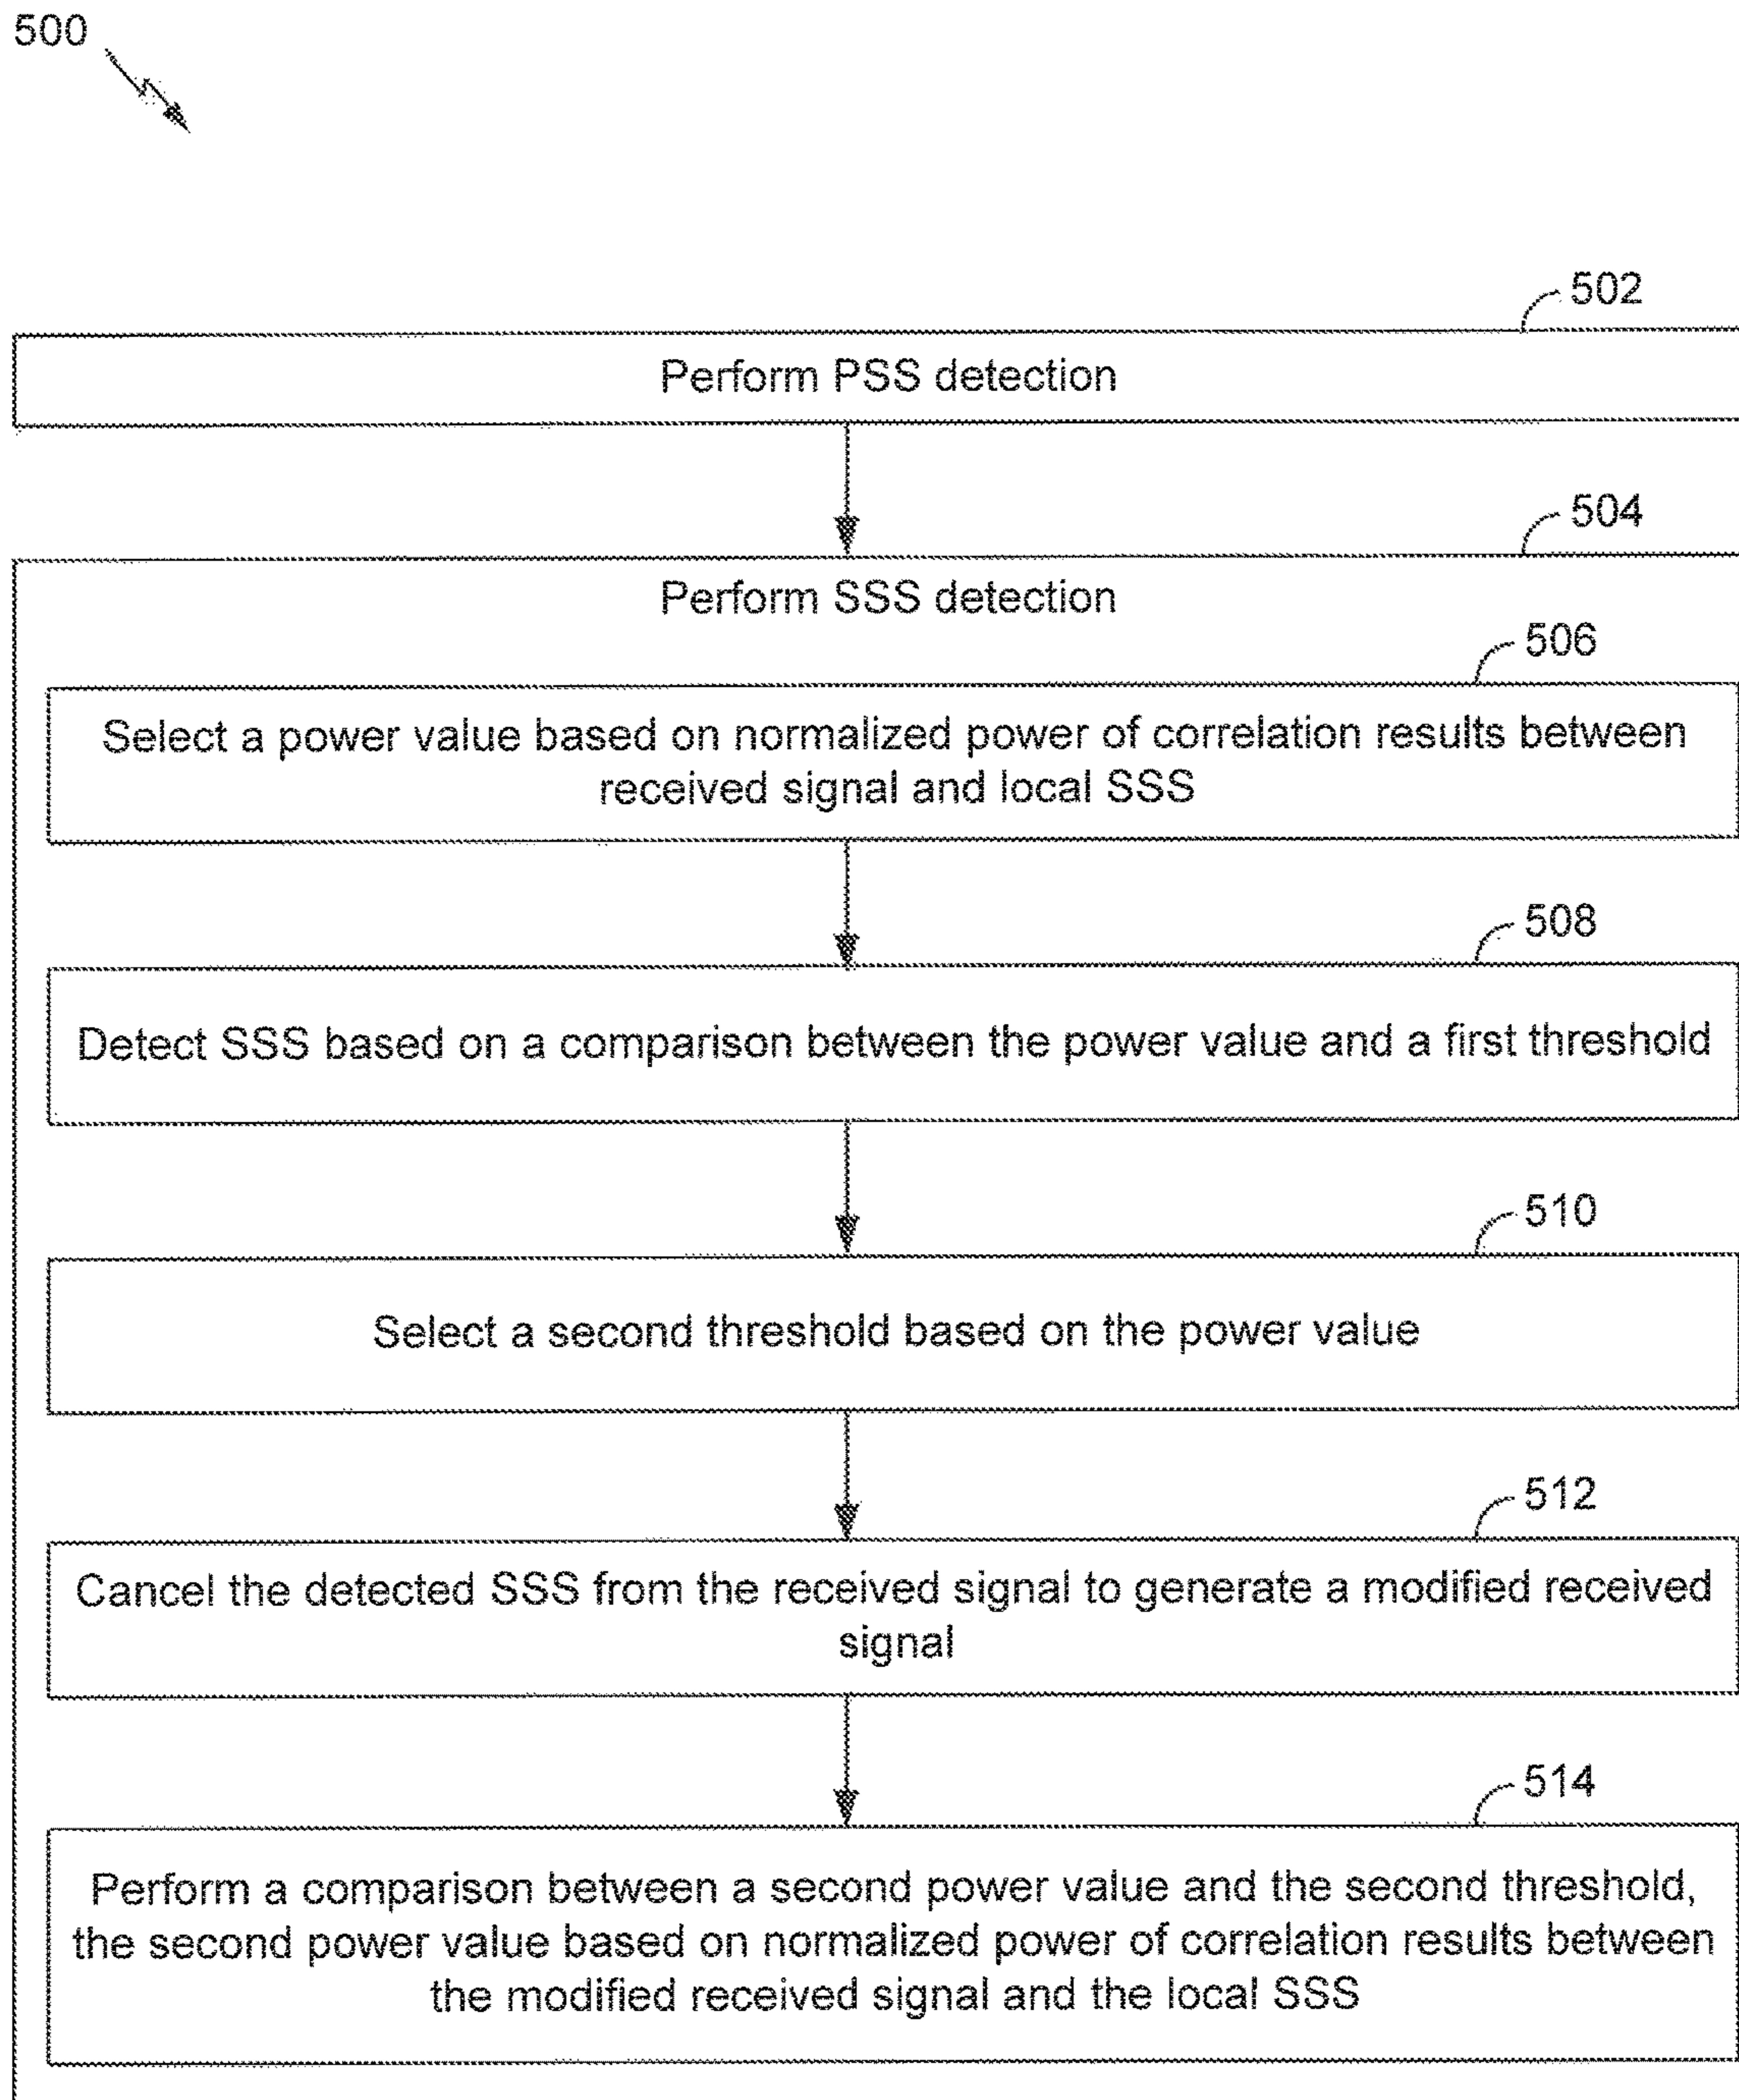 500
502
Perform PSS detection
504
Perform SSS detection
506
Select a power value based on normalized power of correlation results between
received signal and local SSS
508
Detect SSS based on a comparison between the power value and a first threshold
510
Select a second threshold based on the power value
512
Cancel the detected SSS from the received signal to generate a modified received
signal
514
Perform a comparison between a second power value and the second threshold,
the second power value based on normalized power of correlation results between
the modified received signal and the local SSS